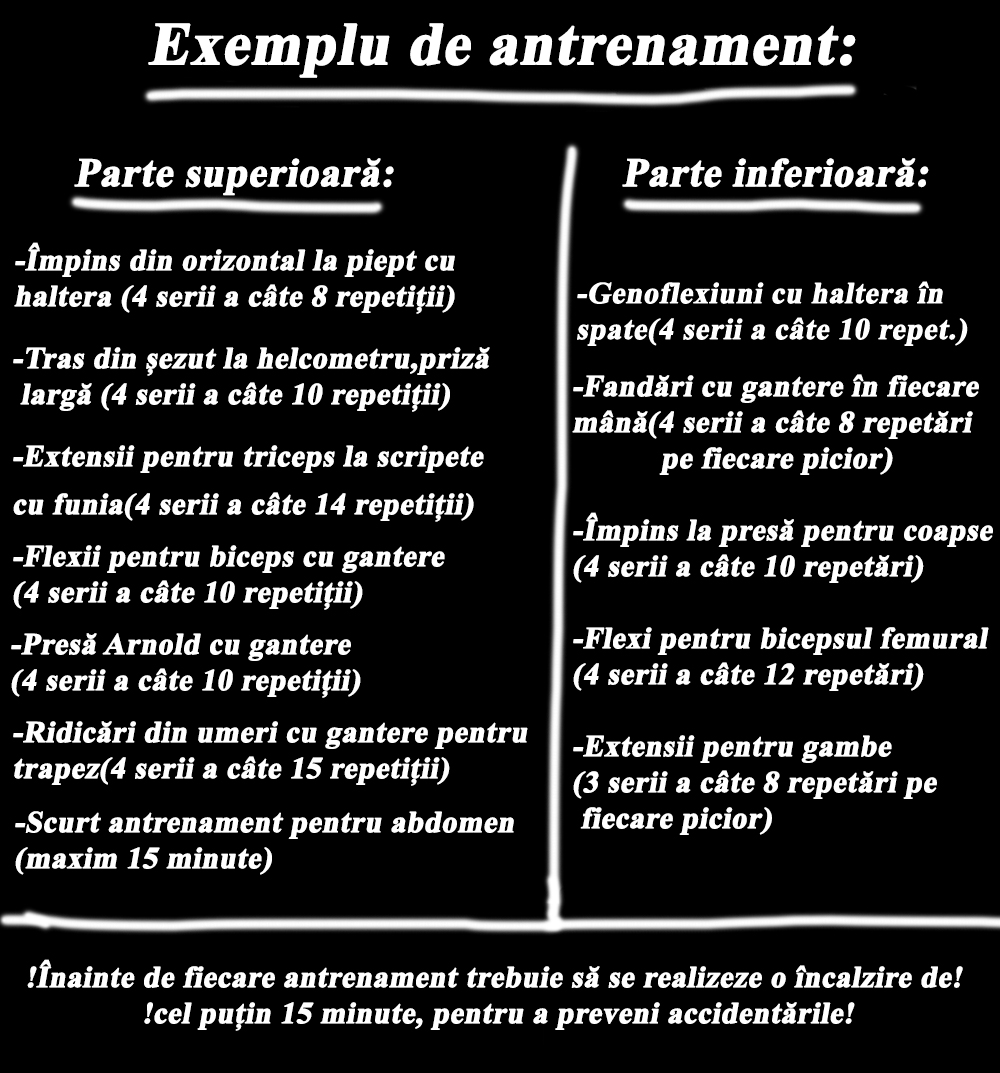 Exemplu de antrenament:
Parte superioară:
-Împins din orizontal la piept cu
haltera (4 serii a câte 8 repetiții)
-Tras din șezut la helcometru,priză
largă (4 serii a câte 10 repetiții)
-Extensii pentru triceps la scripete
cu funia(4 serii a câte 14 repetiții)
-Flexii pentru biceps cu gantere
(4 serii a câte 10 repetiții)
-Presă Arnold cu gantere
(4 serii a câte 10 repetiții)
-Ridicări din umeri cu gantere pentru
trapez(4 serii a câte 15 repetiții)
-Scurt antrenament pentru abdomen
(maxim 15 minute)
Parte inferioară:
-Genoflexiuni cu haltera în
spate(4 serii a câte 10 repet.)
-Fandări cu gantere în fiecare
mână(4 serii a câte 8 repetări
pe fiecare picior)
-Împins la presă pentru coapse
(4 serii a câte 10 repetări)
-Flexi pentru bicepsul femural
(4 serii a câte 12 repetări)
-Extensii pentru gambe
(3 serii a câte 8 repetări pe
fiecare picior)
!Înainte de fiecare antrenament trebuie să se realizeze o încalzire de!
!cel puțin 15 minute, pentru a preveni accidentările!